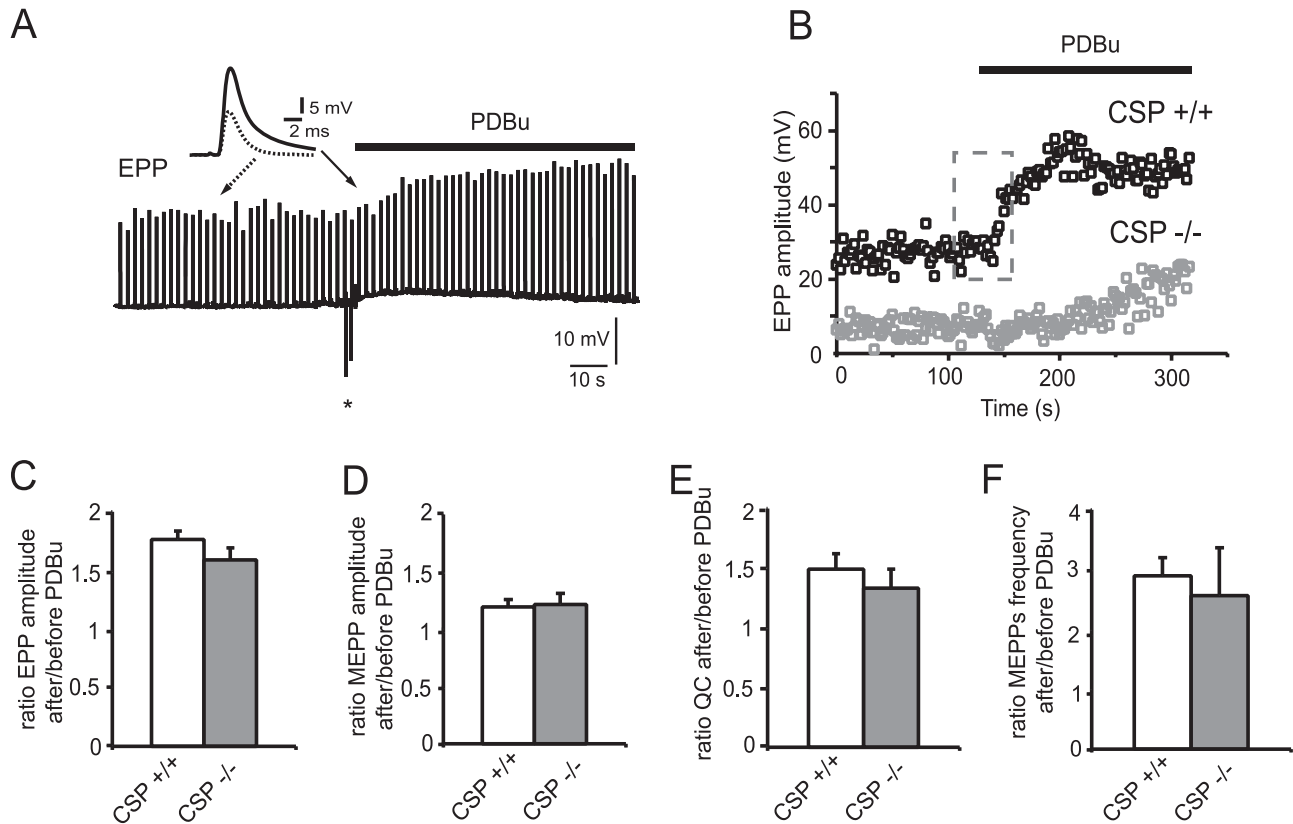 A
5 mV
2 ms
PDBu
EPP
10 mV
10 s
*
B
PDBu
EPP amplitude (mV)
60
40
20
0
CSP +/+
CSP -/-
0
100
200
300
Time (s)
C
ratio EPP amplitude
after/before PDBu
2
1.5
1
0.5
0
CSP +/+
CSP -/-
D
ratio MEPP amplitude
after/before PDBu
2
1.5
1
0.5
0
CSP +/+
CSP -/-
E
ratio QC after/before PDBu
2
1.5
1
0.5
0
CSP +/+
CSP -/-
F
ratio MEPPs frequency
after/before PDBu
4
3
2
1
0
CSP +/+
CSP -/-